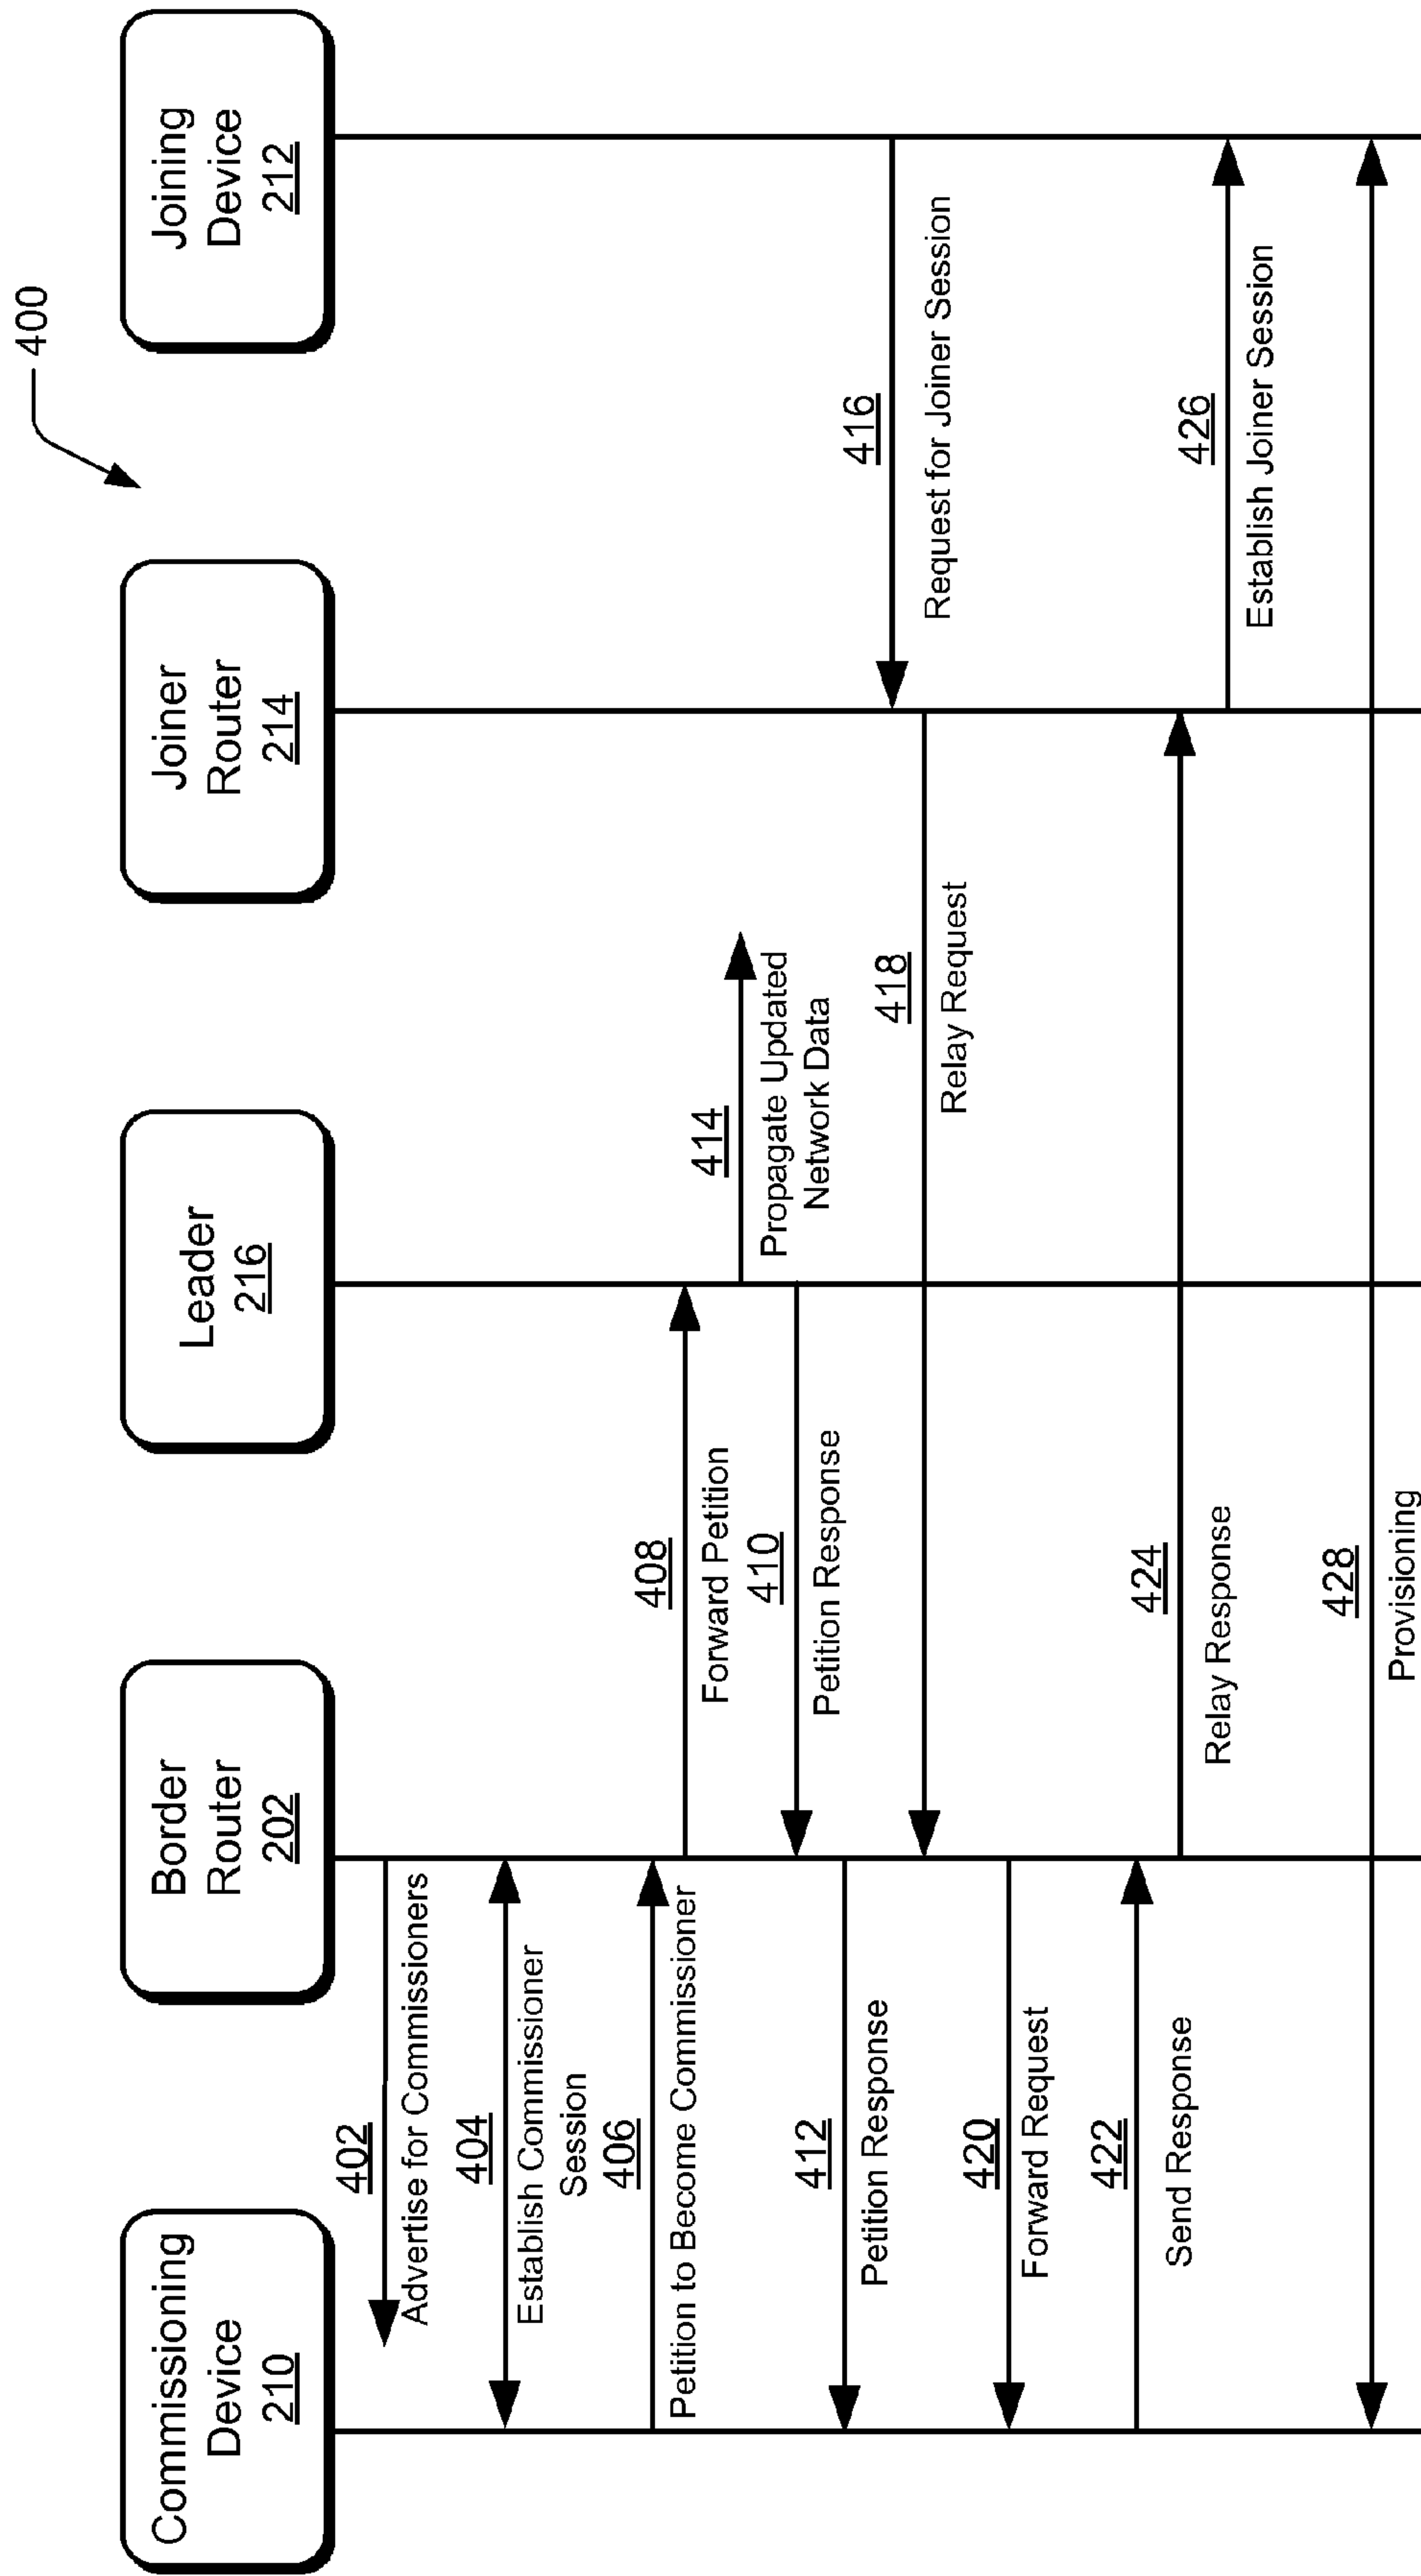 400
Commissioning
Device
210
Border
Router
202
Leader
216
Joiner
Router
214
Joining
Device
212
402
Advertise for Commissioners
404
Establish Commissioner
Session
406
Petition to Become Commissioner
408
Forward Petition
414
Propagate Updated
Network Data
410
Petition Response
412
Petition Response
416
Request for Joiner Session
418
Relay Request
420
Forward Request
422
Send Response
424
Relay Response
426
Establish Joiner Session
428
Provisioning